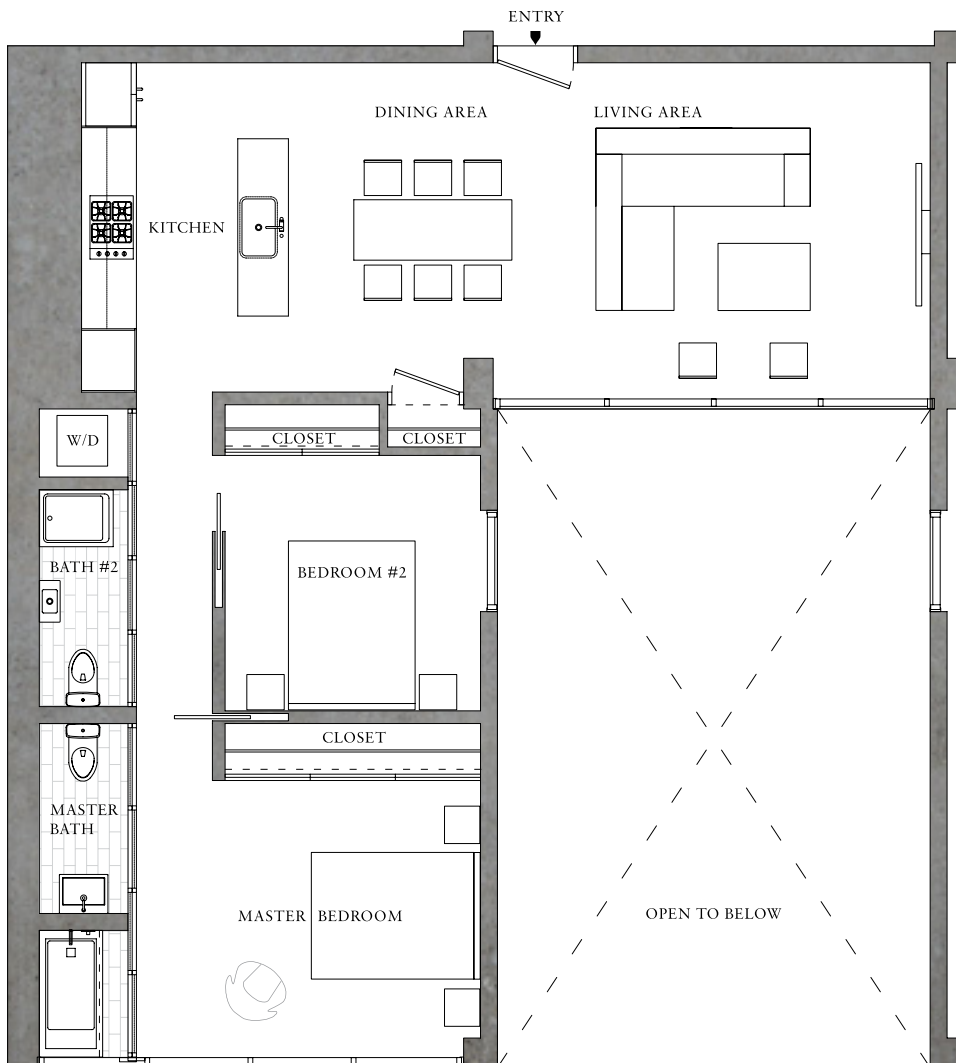 ENTRY
DINING AREA
LIVING AREA
KITCHEN
W/D
CLOSET
CLOSET
BATH #2
BEDROOM #2
CLOSET
MASTER
BATH
MASTER BEDROOM
OPEN TO BELOW